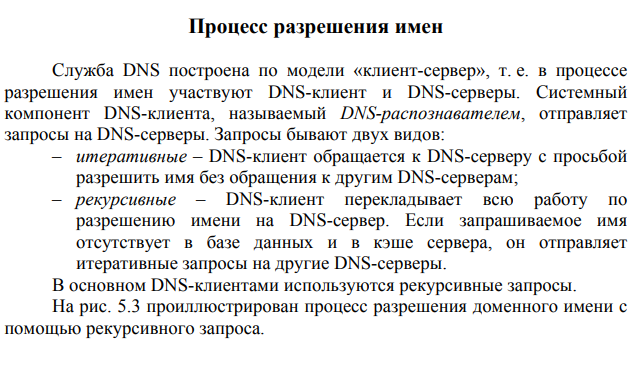 Процесс разрешения имен
Служба DNS построена по модели «клиент-сервер», т. е. в процессе
разрешения имен участвуют DNS-клиент и DNS-серверы. Системный
компонент DNS-клиента, называемый DNS-распознавателем, отправляет
запросы на DNS-серверы. Запросы бывают двух видов:
– итеративные – DNS-клиент обращается к DNS-серверу с просьбой
разрешить имя без обращения к другим DNS-серверам;
– рекурсивные – DNS-клиент перекладывает всю работу по
разрешению имени на DNS-сервер. Если запрашиваемое имя
отсутствует в базе данных и в кэше сервера, он отправляет
итеративные запросы на другие DNS-серверы.
В основном DNS-клиентами используются рекурсивные запросы.
На рис. 5.3 проиллюстрирован процесс разрешения доменного имени с
помощью рекурсивного запроса.